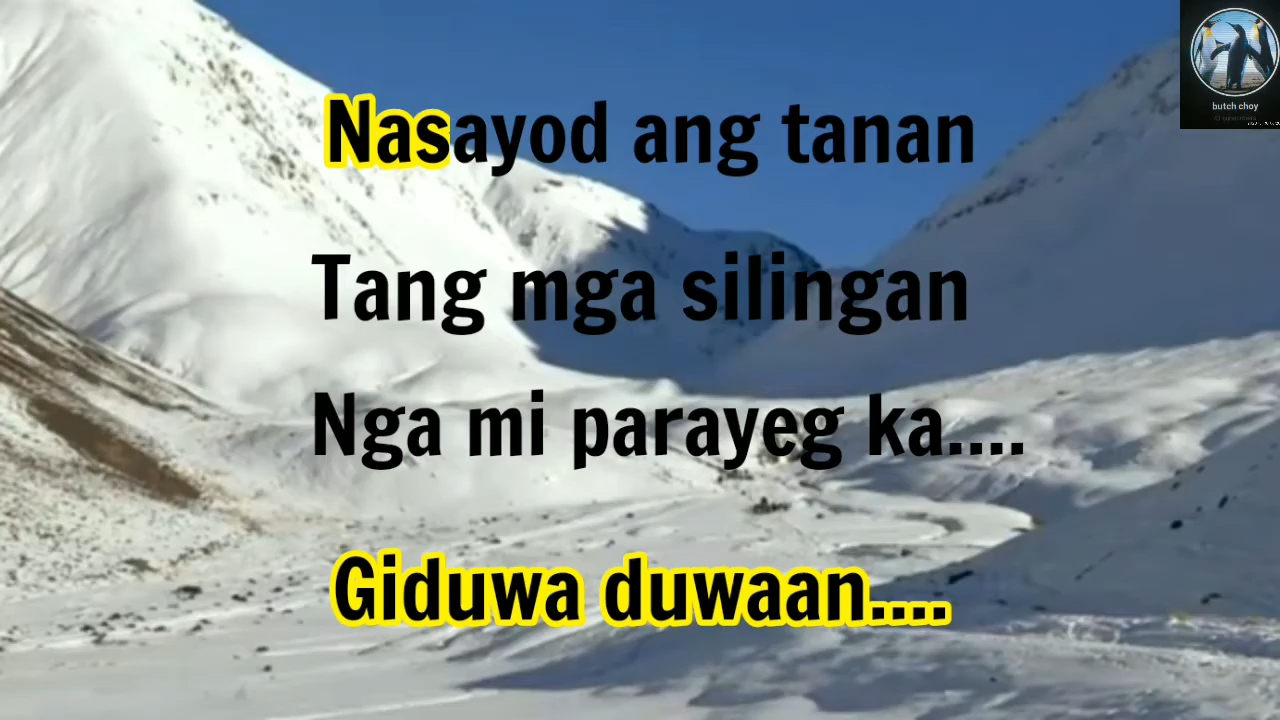 Nasayod ang tanan
Tang mga silingan
Nga mi parayeg ka....
Giduwa duwaan....
butch choy